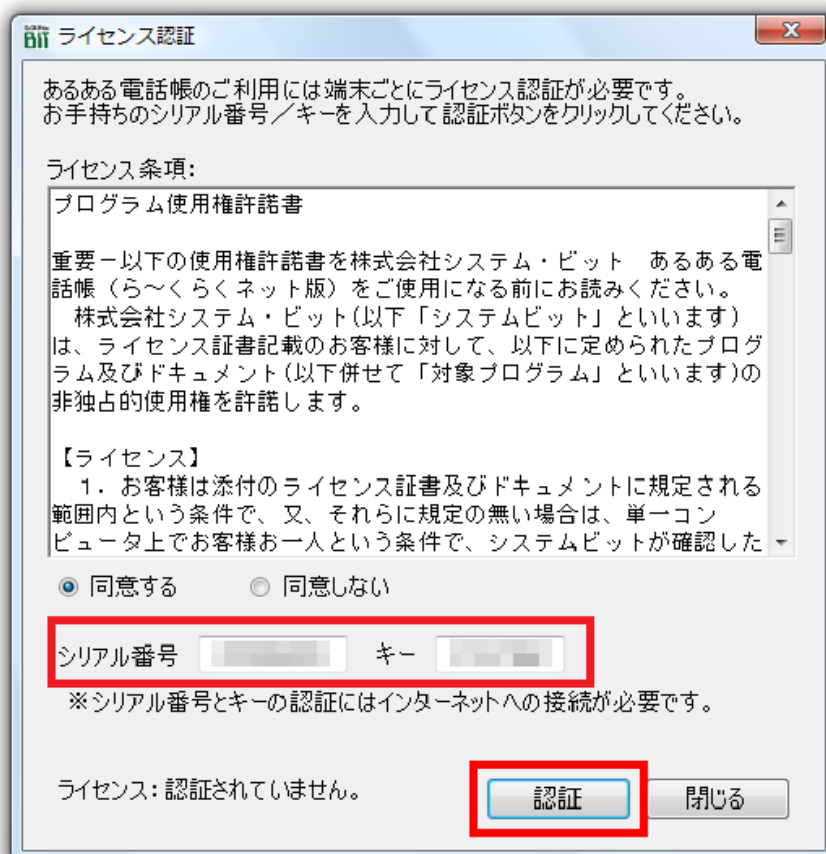 BIT ライセンス認証
あるある電話帳のご利用には端末ごとにライセンス認証が必要です。
お手持ちのシリアル番号／キーを入力して認証ボタンをクリックしてください。
ライセンス条項：
プログラム使用権許諾書
重要－以下の使用権許諾書を株式会社システム・ビット　あるある電
話帳（ら～くらくネット版）をご使用になる前にお読みください。
　株式会社システム・ビット(以下「システムビット」といいます)
は、ライセンス証書記載のお客様に対して、以下に定められたプログ
ラム及びドキュメント(以下併せて「対象プログラム」といいます)の
非独占的使用権を許諾します。
【ライセンス】
　１．お客様は添付のライセンス証書及びドキュメントに規定される
範囲内という条件で、又、それらに規定の無い場合は、単一コン
ピュータ上でお客様お一人という条件で、システムビットが確認した
同意する 同意しない
シリアル番号 キー
※シリアル番号とキーの認証にはインターネットへの接続が必要です。
ライセンス：認証されていません。 認証 閉じる